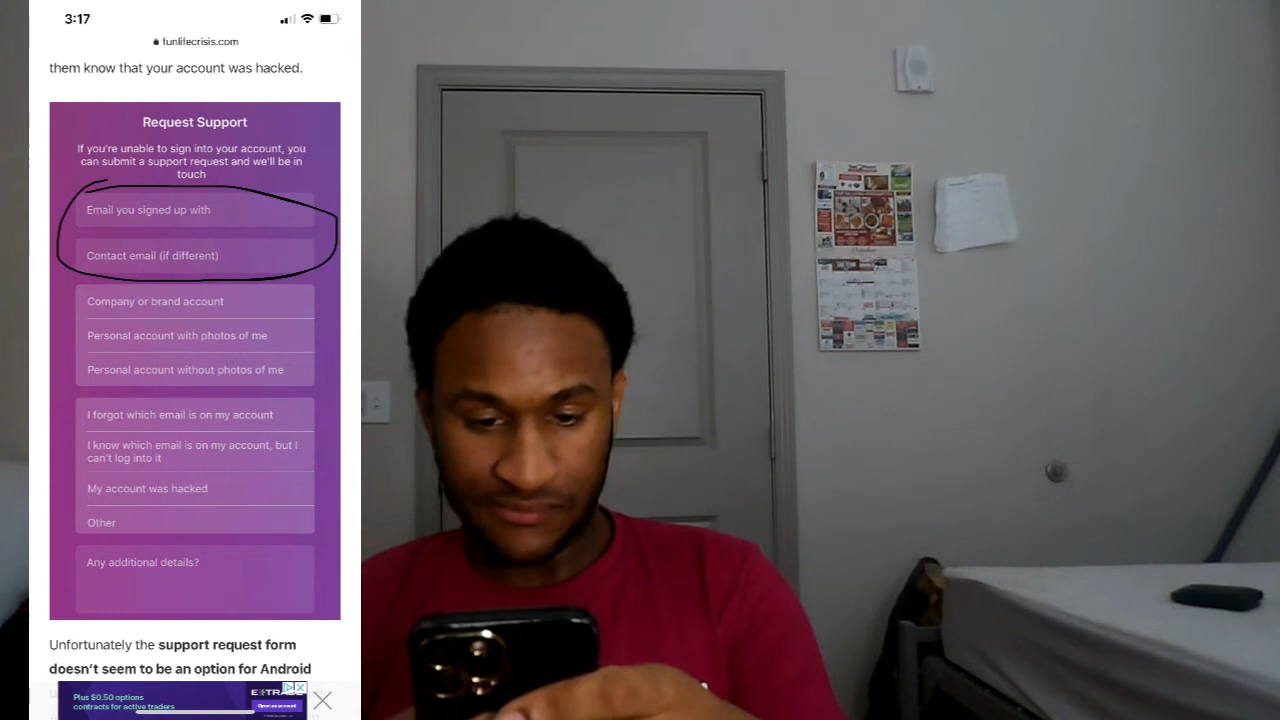 3:17
funlifecrisis.com
them know that your account was hacked.
Request Support
If you're unable to sign into your account, you
can submit a support request and we'll be in
touch
Email you signed up with
Contact email (if different)
Company or brand account
Personal account with photos of me
Personal account without photos of me
I forgot which email is on my account
I know which email is on my account, but I
can't log into it
My account was hacked
Other
Any additional details?
Unfortunately the support request form
doesn't seem to be an option for Android
Plus $0.50 options
contracts for active traders
E*TRADE
Open an account